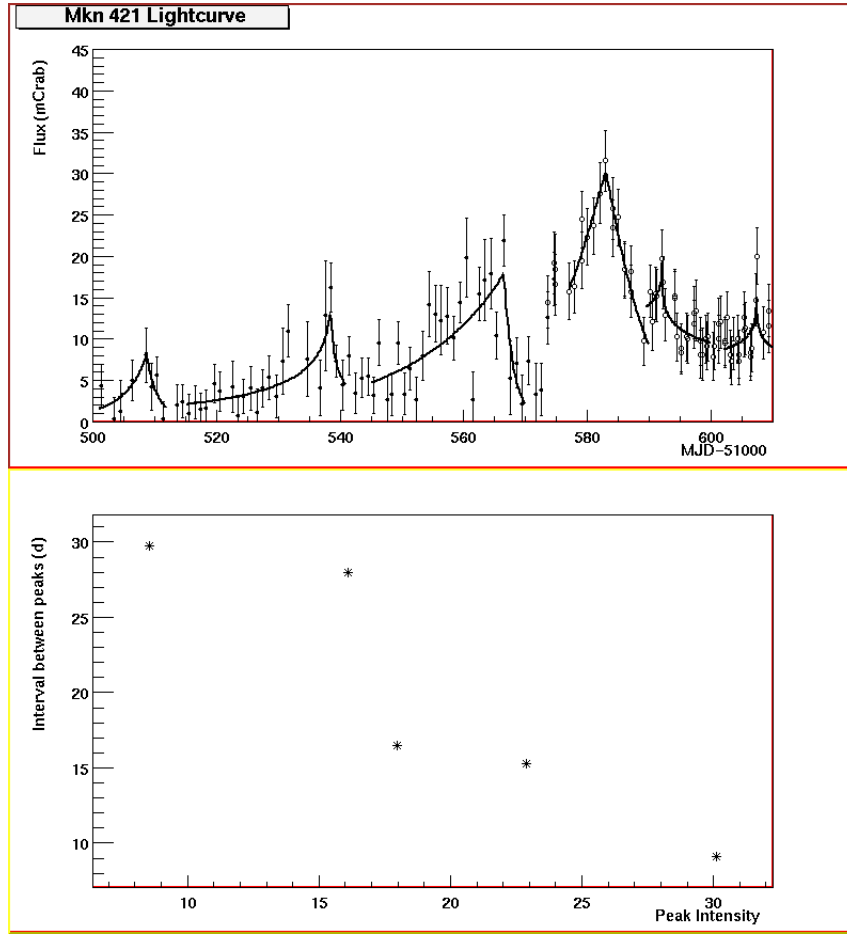 Mkn 421 Lightcurve
Flux (mCrab)
45
40
35
30
25
20
15
10
5
0
500 520 540 560 580 600
MJD-51000
Interval between peaks (d)
30
25
20
15
10
10 15 20 25 30
Peak Intensity